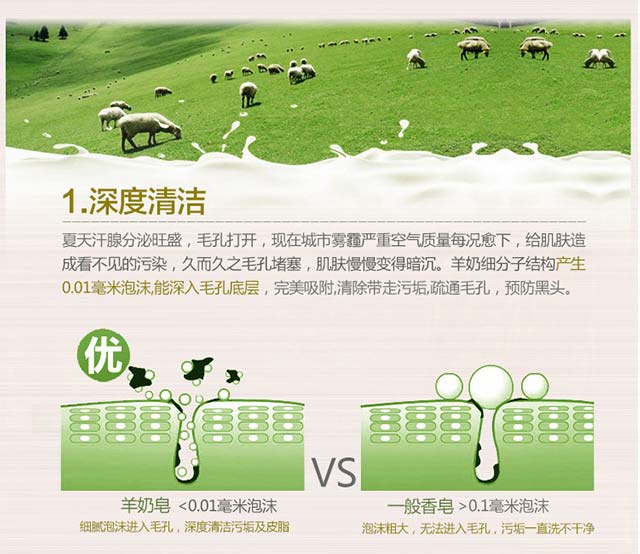 1.深度清洁
夏天汗腺分泌旺盛，毛孔打开，现在城市雾霾严重空气质量每况愈下，给肌肤造
成看不见的污染，久而久之毛孔堵塞，肌肤慢慢变得暗沉。羊奶细分子结构产生
0.01毫米泡沫,能深入毛孔底层，完美吸附,清除带走污垢,疏通毛孔，预防黑头。
优
VS
羊奶皂 <0.01毫米泡沫
细腻泡沫进入毛孔，深度清洁污垢及皮脂
一般香皂 >0.1毫米泡沫
泡沫粗大，无法进入毛孔，污垢一直洗不干净